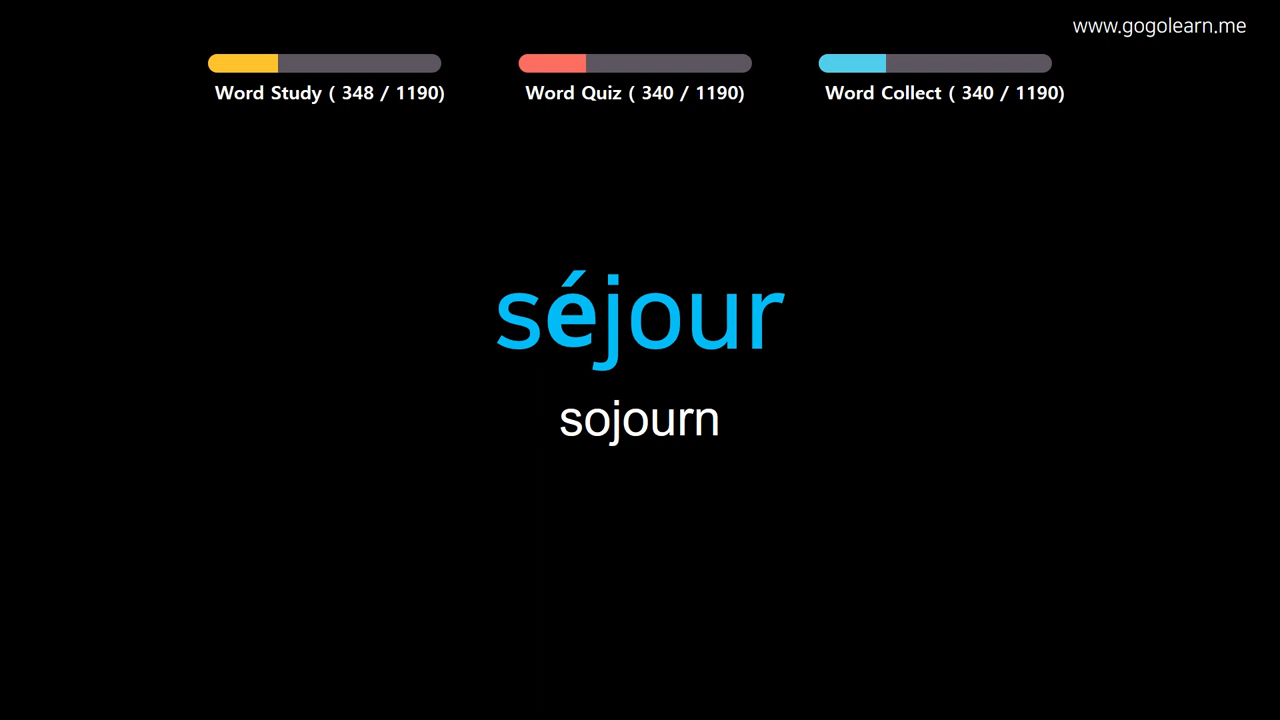 www.gogolearn.me
Word Study ( 348 / 1190)
Word Quiz ( 340 / 1190)
Word Collect ( 340 / 1190)
séjour
sojourn